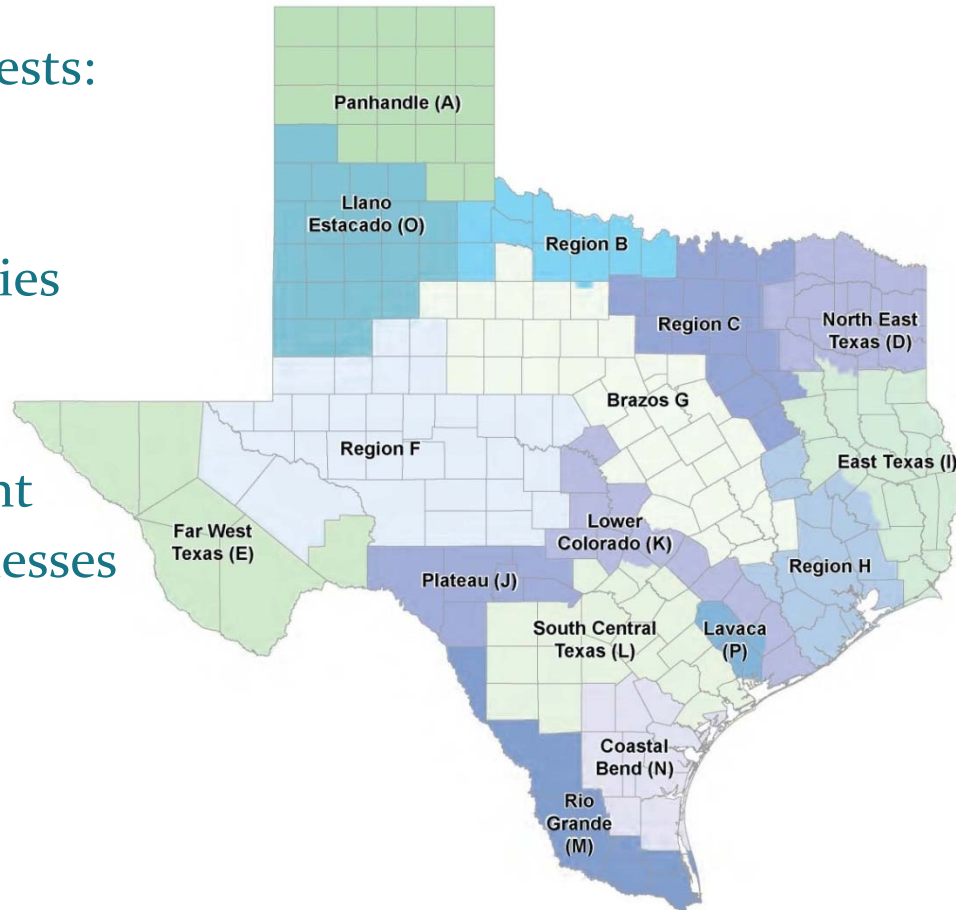 ests:
ies
nt
esses
Panhandle (A)
Llano
Estacado (O)
Region B
Region C
North East
Texas (D)
Brazos G
Region F
East Texas (I)
Far West
Texas (E)
Lower
Colorado (K)
Region H
Plateau (J)
South Central
Texas (L)
Lavaca
(P)
Coastal
Bend (N)
Rio
Grande
(M)